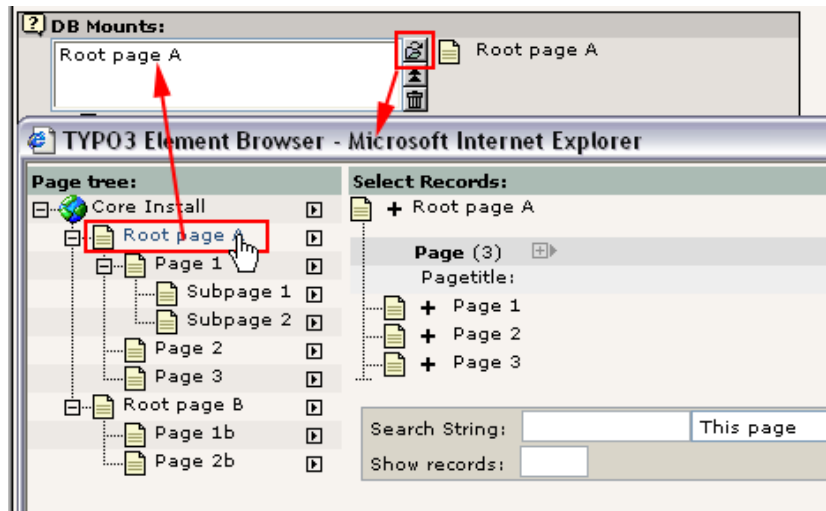 DB Mounts:
Root page A
Root page A
TYPO3 Element Browser - Microsoft Internet Explorer
Page tree:
Select Records:
Core Install
Root page A
Root page A
Page (3)
Page 1
Pagetitle:
Subpage 1
Page 1
Subpage 2
Page 2
Page 2
Page 3
Page 3
Root page B
Page 1b
Search String:
This page
Page 2b
Show records: